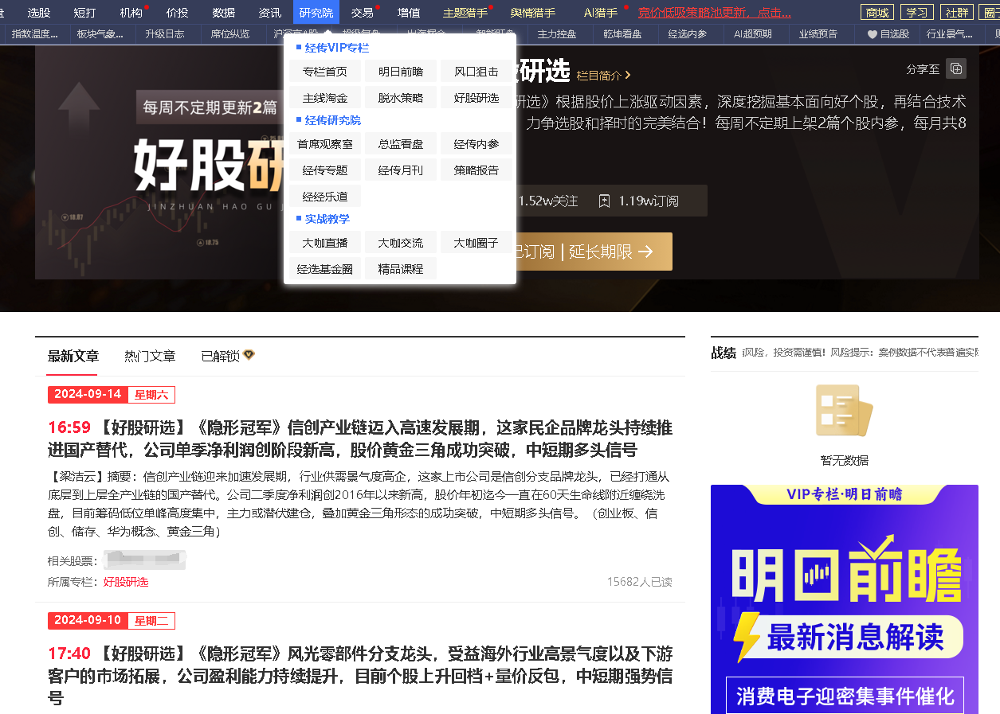 选股 短打 机构 价投 数据 资讯 研究院 交易 增值 主题猎手 舆情猎手 AI猎手 竞价低吸策略池更新，点击... 商城 学习 社群
指数温度... 板块气象... 升级日志 席位纵览 主力控盘 乾坤看盘 经选内参 AI超预期 业绩预告 自选股 行业景气...
经传VIP专栏
专栏首页 明日前瞻 风口狙击
主线淘金 脱水策略 好股研选
经传研究院
首席观察室 总监看盘 经传内参
经传专题 经传月刊 策略报告
经经乐道
实战教学
大咖直播 大咖交流 大咖圈子
经选基金圈 精品课程
每周不定期更新2篇
好股研
JINZHUAN HAO GU
18.07
18.75
研选 栏目简介
分享至
研选》根据股价上涨驱动因素，深度挖掘基本面向好个股，再结合技术
力争选股和择时的完美结合！每周不定期上架2篇个股内参，每月共8
1.52w关注 1.19w订阅
已订阅 | 延长期限
最新文章 热门文章 已解锁
2024-09-14 星期六
16:59 【好股研选】《隐形冠军》信创产业链迈入高速发展期，这家民企品牌龙头持续推
进国产替代，公司单季净利润创阶段新高，股价黄金三角成功突破，中短期多头信号
【梁洁云】摘要：信创产业链迎来加速发展期，行业供需景气度高企，这家上市公司是信创分支品牌龙头，已经打通从
底层到上层全产业链的国产替代。公司二季度净利润创2016年以来新高，股价年初迄今一直在60天生命线附近缠绕洗
盘，目前筹码低位单峰高度集中，主力或潜伏建仓，叠加黄金三角形态的成功突破，中短期多头信号。（创业板、信
创、储存、华为概念、黄金三角）
相关股票：
所属专栏：好股研选 15682人已读
2024-09-10 星期二
17:40 【好股研选】《隐形冠军》风光零部件分支龙头，受益海外行业高景气度以及下游
客户的市场拓展，公司盈利能力持续提升，目前个股上升回档+量价反包，中短期强势信
号
战绩 有风险，投资需谨慎！风险提示：案例数据不代表普遍实际
暂无数据
VIP专栏·明日前瞻
明日前瞻
最新消息解读
消费电子迎密集事件催化